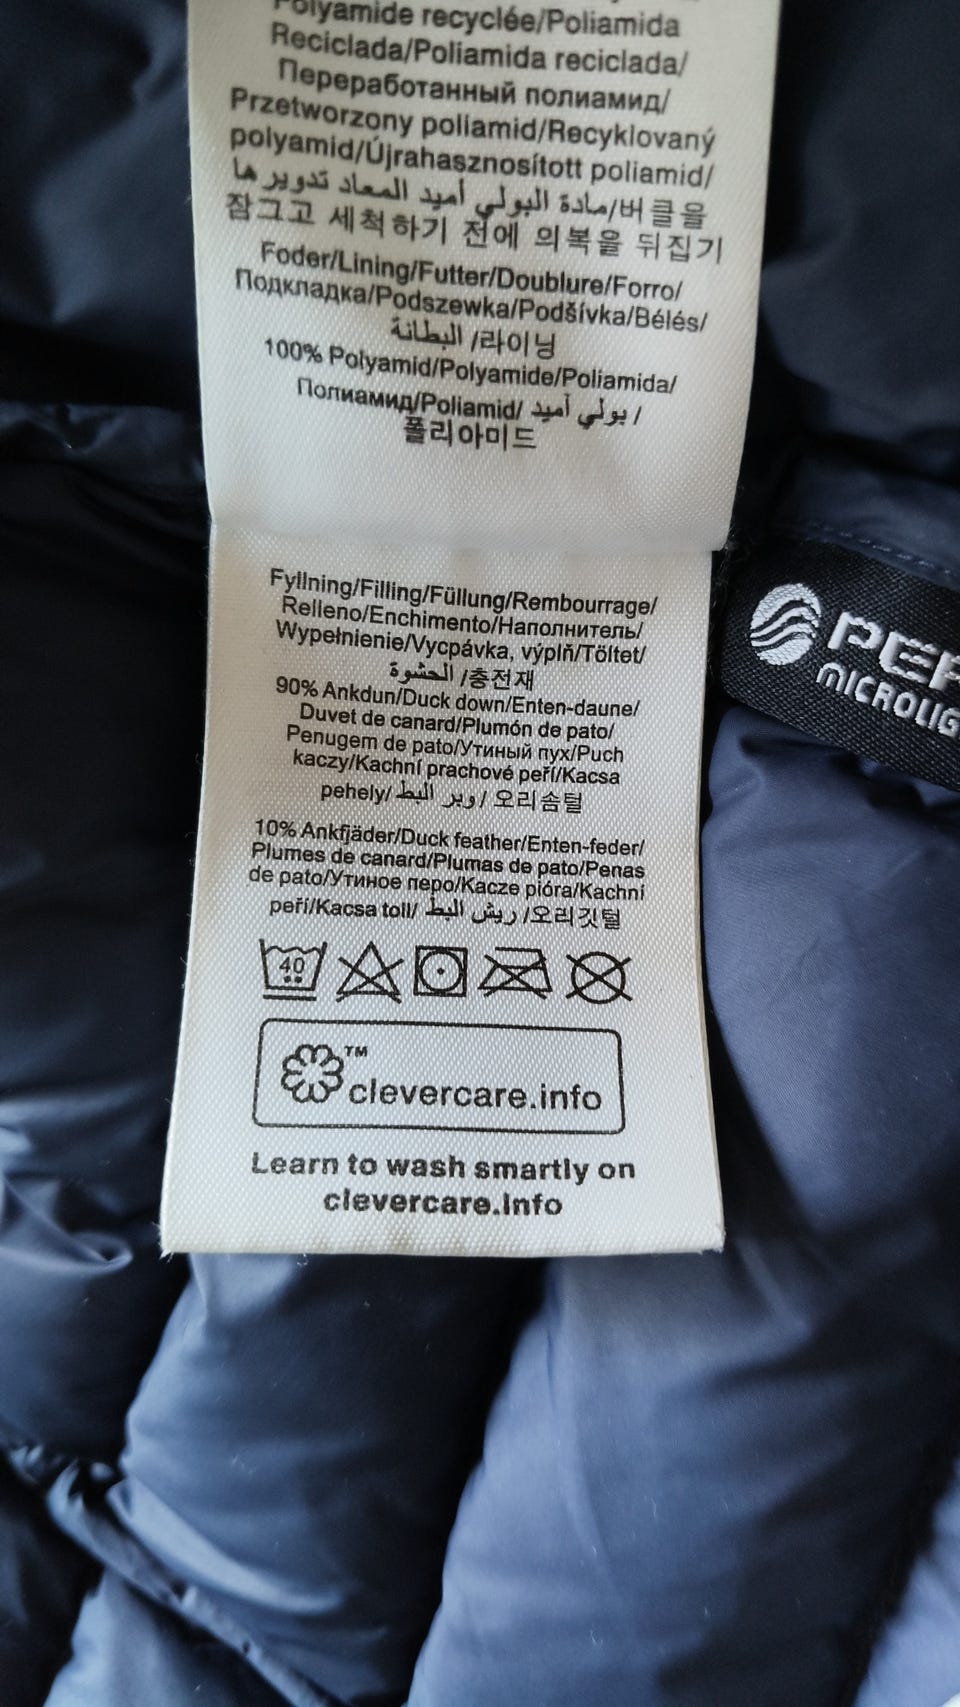 Polyamide recyclée/Poliamida
Reciclada/Poliamida reciclada/
Переработанный полиамид/
Przetworzony poliamid/Recyklovaný
polyamid/Újrahasznosított poliamid/
مادة البولي أميد المعاد تدوير ها/버클을
잠그고 세척하기 전에 의복을 뒤집기
Foder/Lining/Futter/Doublure/Forro/
Подкладка/Podszewka/Podšívka/Bélés/
البطانة /라이닝
100% Polyamid/Polyamide/Poliamida/
Полиамид/Poliamid/ بولي أميد /
폴리아미드
Fyllning/Filling/Füllung/Rembourrage/
Relleno/Enchimento/Наполнитель/
Wypełnienie/Vycpávka, výplň/Töltet/
الحشوة /충전재
90% Ankdun/Duck down/Enten-daune/
Duvet de canard/Plumón de pato/
Penugem de pato/Утиный пух/Puch
kaczy/Kachní prachové peří/Kacsa
pehely/ وبر البط / 오리솜털
10% Ankfjäder/Duck feather/Enten-feder/
Plumes de canard/Plumas de pato/Penas
de pato/Утиное перо/Kacze pióra/Kachní
peří/Kacsa toll/ ريش البط /오리깃털
40
™
clevercare.info
Learn to wash smartly on
clevercare.info